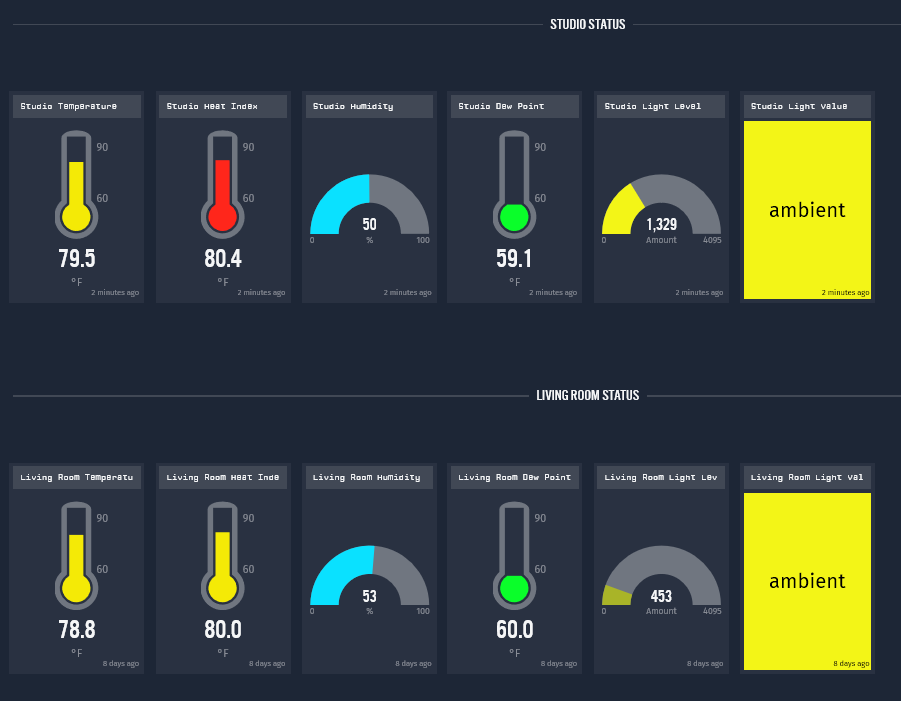 STUDIO STATUS
Studio Temperature
Studio Heat Index
Studio Humidity
Studio Dew Point
Studio Light Level
Studio Light Value
90
60
79.5
°F
2 minutes ago
90
60
80.4
°F
2 minutes ago
50
0 % 100
2 minutes ago
90
60
59.1
°F
2 minutes ago
1,329
0 Amount 4095
2 minutes ago
ambient
2 minutes ago
LIVING ROOM STATUS
Living Room Temperatu
Living Room Heat Inde
Living Room Humidity
Living Room Dew Point
Living Room Light Lev
Living Room Light Val
90
60
78.8
°F
8 days ago
90
60
80.0
°F
8 days ago
53
0 % 100
8 days ago
90
60
60.0
°F
8 days ago
453
0 Amount 4095
8 days ago
ambient
8 days ago